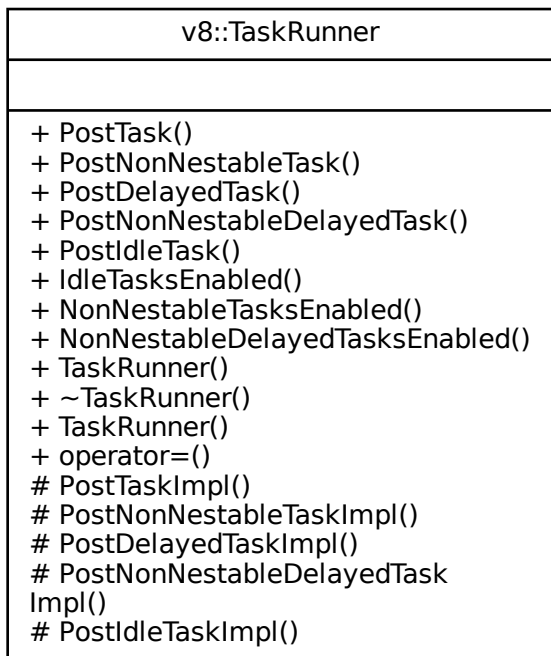 v8::TaskRunner
+ PostTask()
+ PostNonNestableTask()
+ PostDelayedTask()
+ PostNonNestableDelayedTask()
+ PostIdleTask()
+ IdleTasksEnabled()
+ NonNestableTasksEnabled()
+ NonNestableDelayedTasksEnabled()
+ TaskRunner()
+ ~TaskRunner()
+ TaskRunner()
+ operator=()
# PostTaskImpl()
# PostNonNestableTaskImpl()
# PostDelayedTaskImpl()
# PostNonNestableDelayedTask
Impl()
# PostIdleTaskImpl()